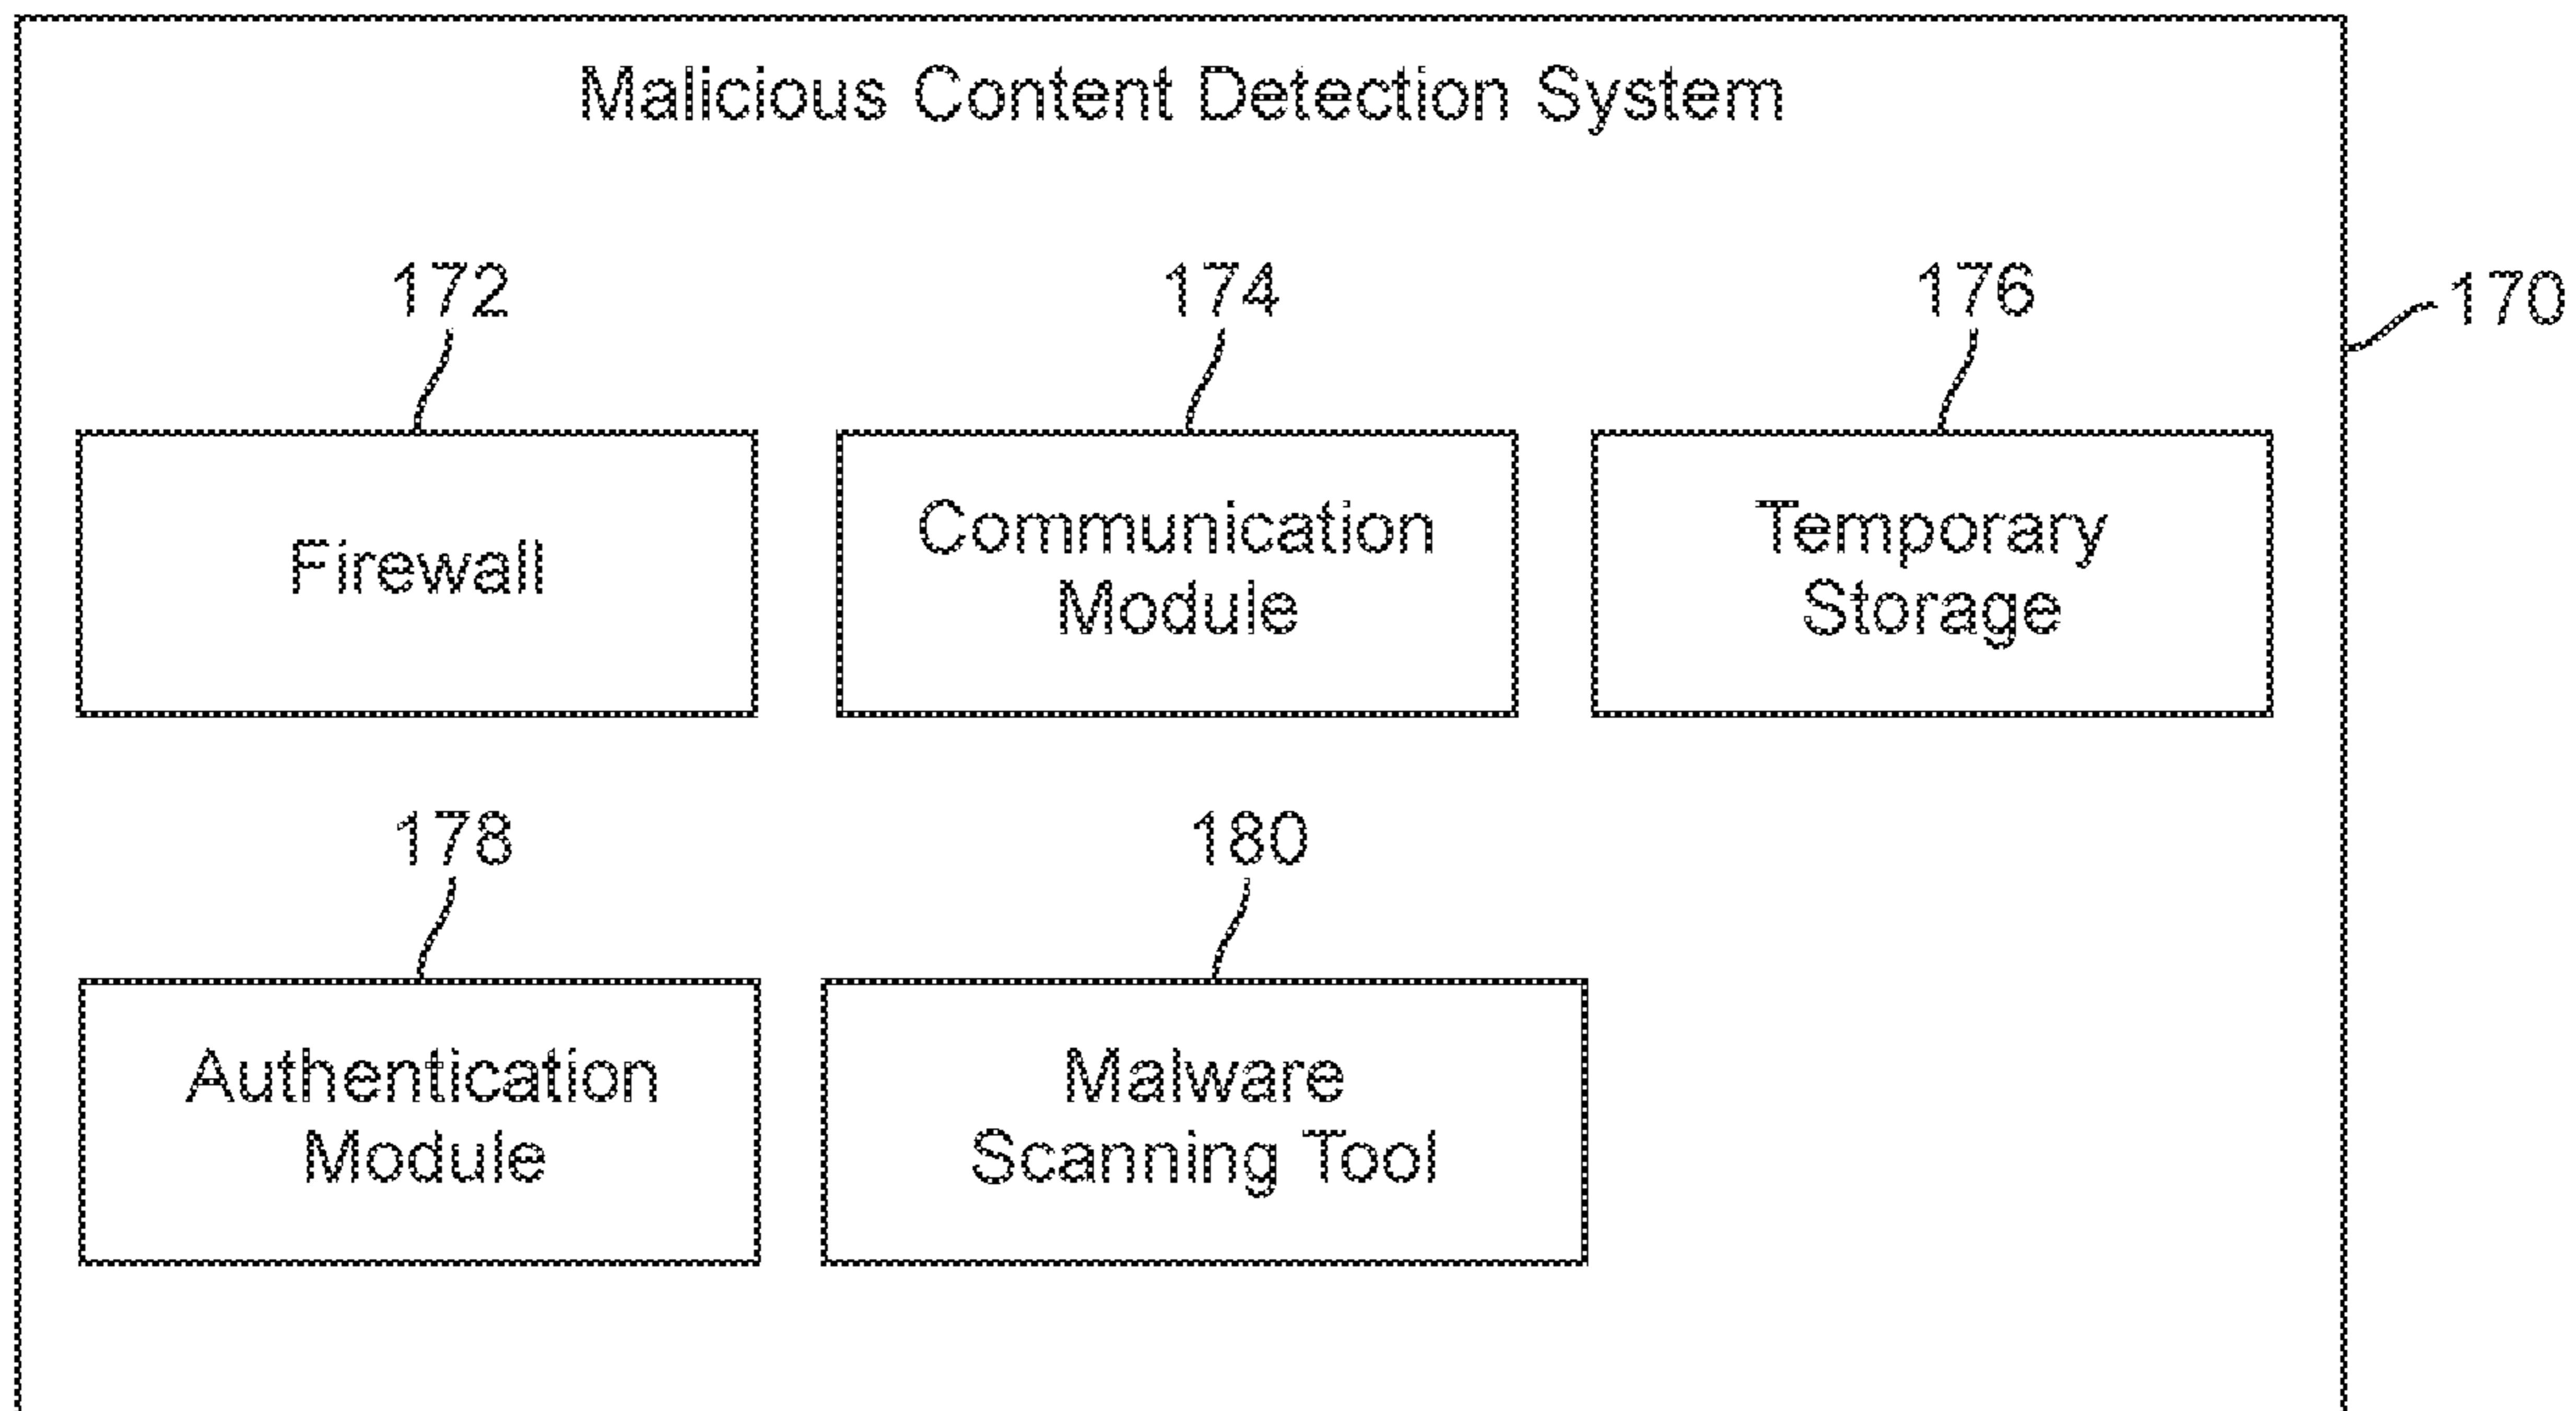 Malicious Content Detection System
172
174
176
170
Firewall
Communication
Module
Temporary
Storage
178
180
Authentication
Module
Malware
Scanning Tool